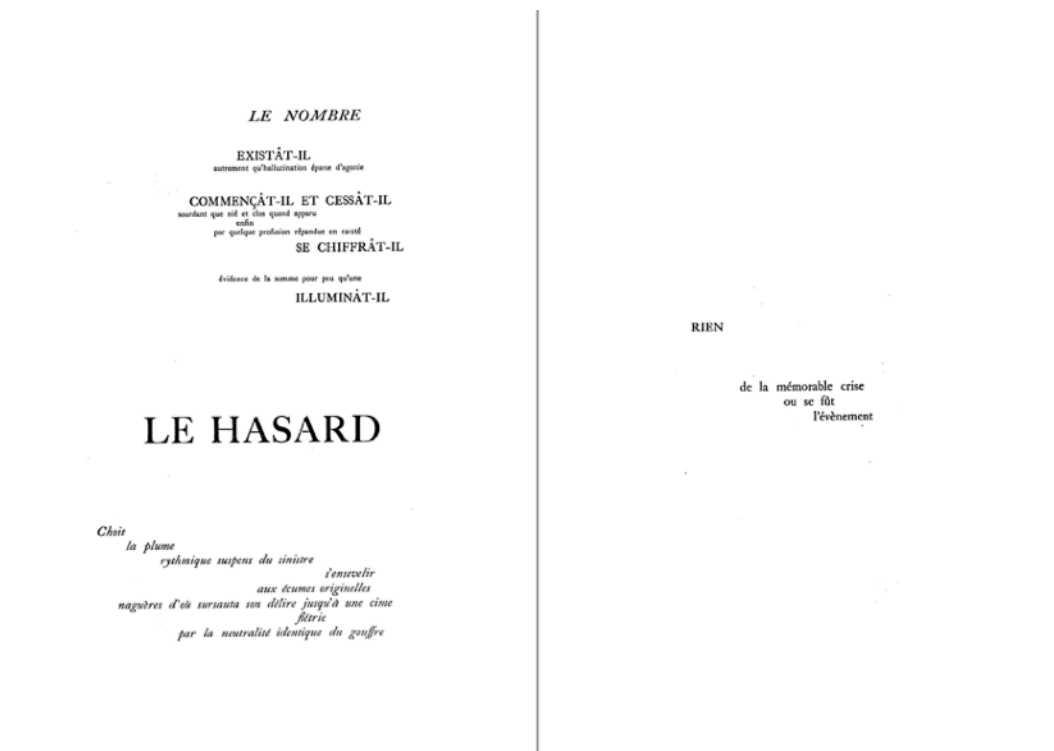 LE NOMBRE
EXISTÂT-IL
autrement qu'hallucination éparse d'agonie
COMMENÇÂT-IL ET CESSÂT-IL
sourdant que nié et clos quand apparu
enfin
par quelque profusion répandue en rareté
SE CHIFFRÂT-IL
évidence de la somme pour peu qu'une
ILLUMINÂT-IL
LE HASARD
Choit
la plume
rythmique suspens du sinistre
s'ensevelir
aux écumes originelles
naguères d'où sursauta son délire jusqu'à une cime
flétrie
par la neutralité identique du gouffre
RIEN
de la mémorable crise
ou se fût
l'évènement